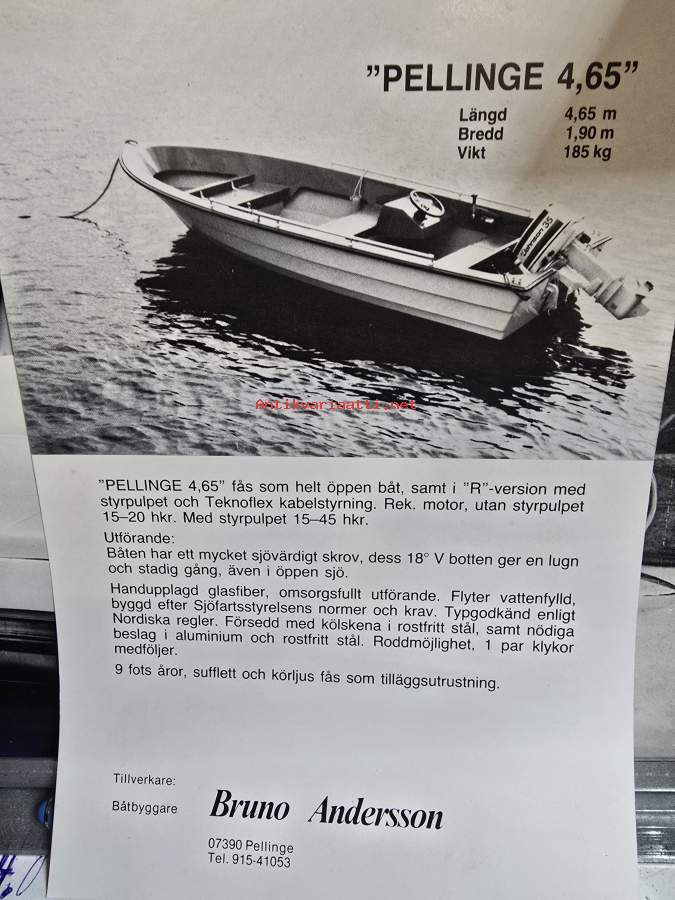 "PELLINGE 4,65"
Längd 4,65 m
Bredd 1,90 m
Vikt 185 kg
Johnson 35
Antikvariaatti.net
"PELLINGE 4,65" fås som helt öppen båt, samt i "R"-version med
styrpulpet och Teknoflex kabelstyrning. Rek. motor, utan styrpulpet
15–20 hkr. Med styrpulpet 15–45 hkr.
Utförande:
Båten har ett mycket sjövärdigt skrov, dess 18° V botten ger en lugn
och stadig gång, även i öppen sjö.
Handupplagd glasfiber, omsorgsfullt utförande. Flyter vattenfylld,
byggd efter Sjöfartsstyrelsens normer och krav. Typgodkänd enligt
Nordiska regler. Försedd med kölskena i rostfritt stål, samt nödiga
beslag i aluminium och rostfritt stål. Roddmöjlighet, 1 par klykor
medföljer.
9 fots åror, sufflett och körljus fås som tilläggsutrustning.
Tillverkare:
Båtbyggare Bruno Andersson
07390 Pellinge
Tel. 915-41053